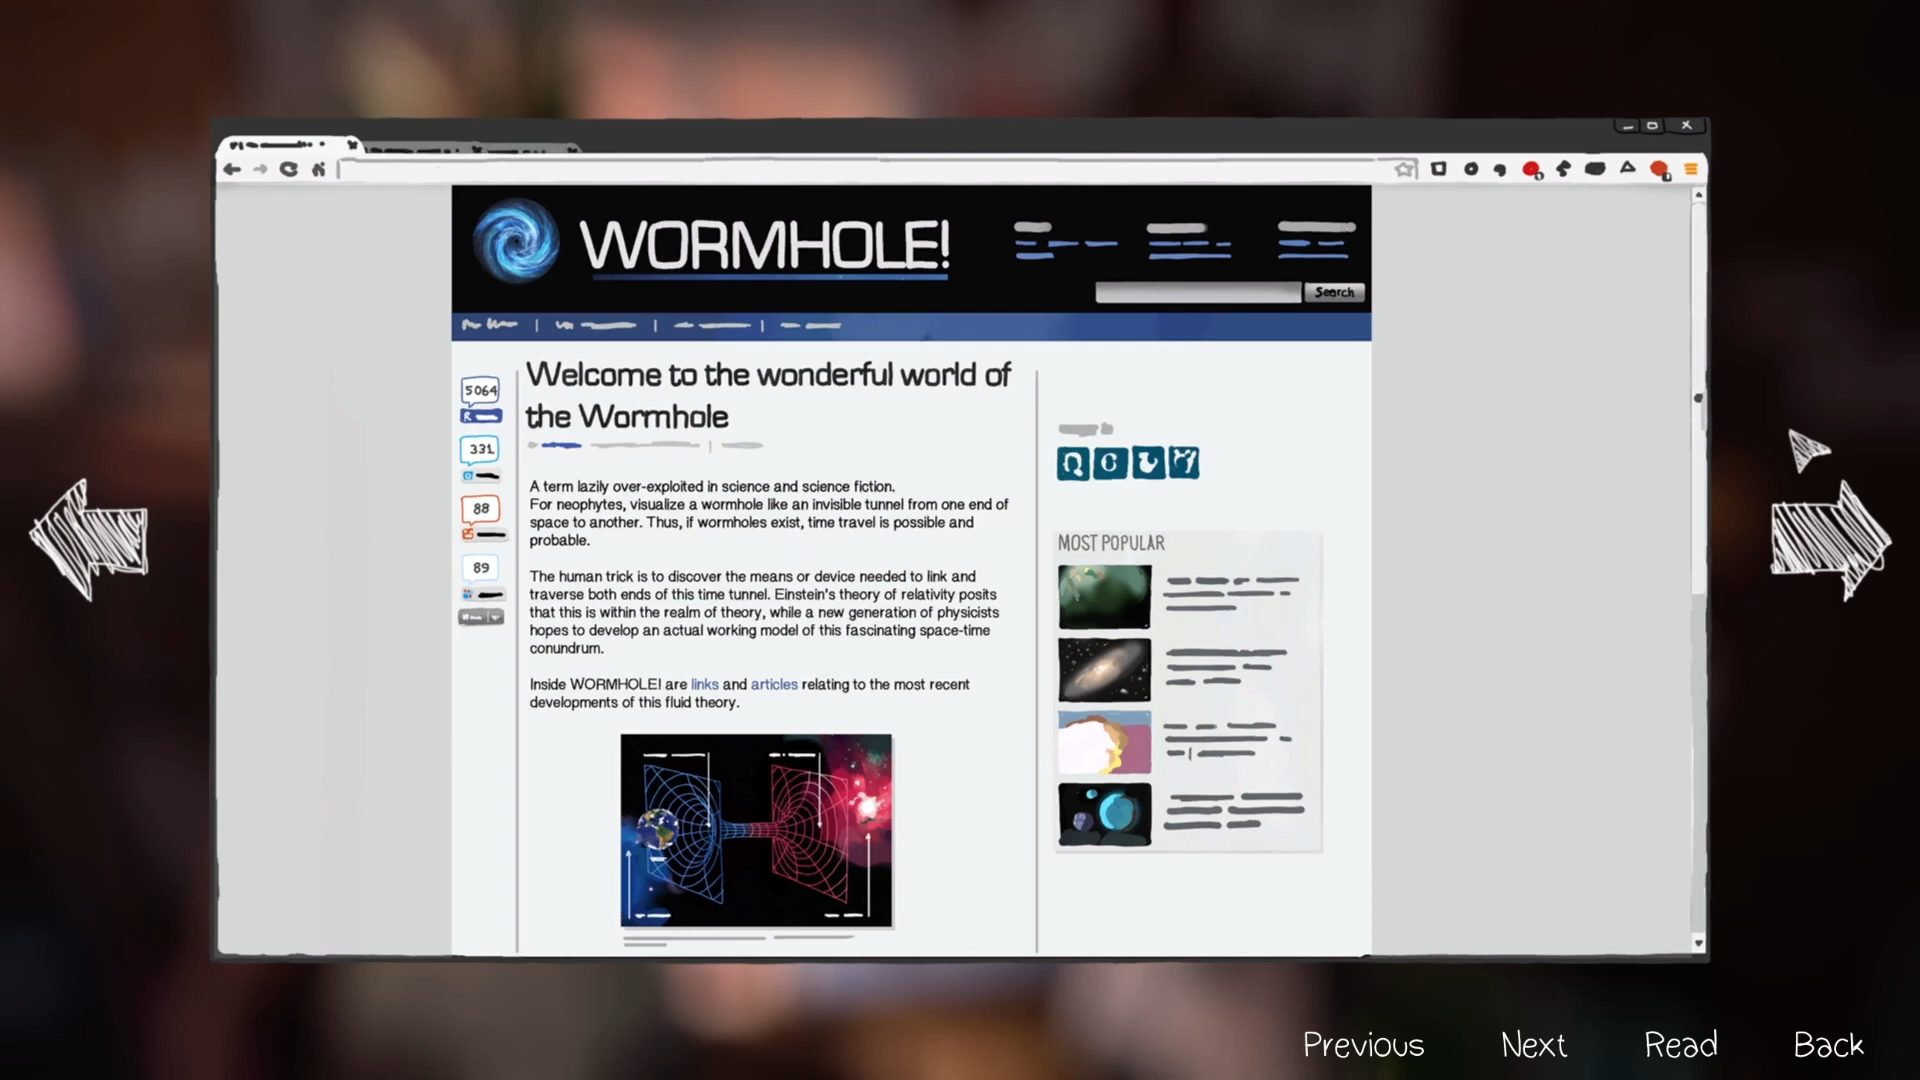 WORMHOLE!
Search
Welcome to the wonderful world of
the Wormhole
5064
R
331
88
89
A term lazily over-exploited in science and science fiction.
For neophytes, visualize a wormhole like an invisible tunnel from one end of
space to another. Thus, if wormholes exist, time travel is possible and
probable.
The human trick is to discover the means or device needed to link and
traverse both ends of this time tunnel. Einstein's theory of relativity posits
that this is within the realm of theory, while a new generation of physicists
hopes to develop an actual working model of this fascinating space-time
conundrum.
Inside WORMHOLE! are links and articles relating to the most recent
developments of this fluid theory.
MOST POPULAR
Previous
Next
Read
Back